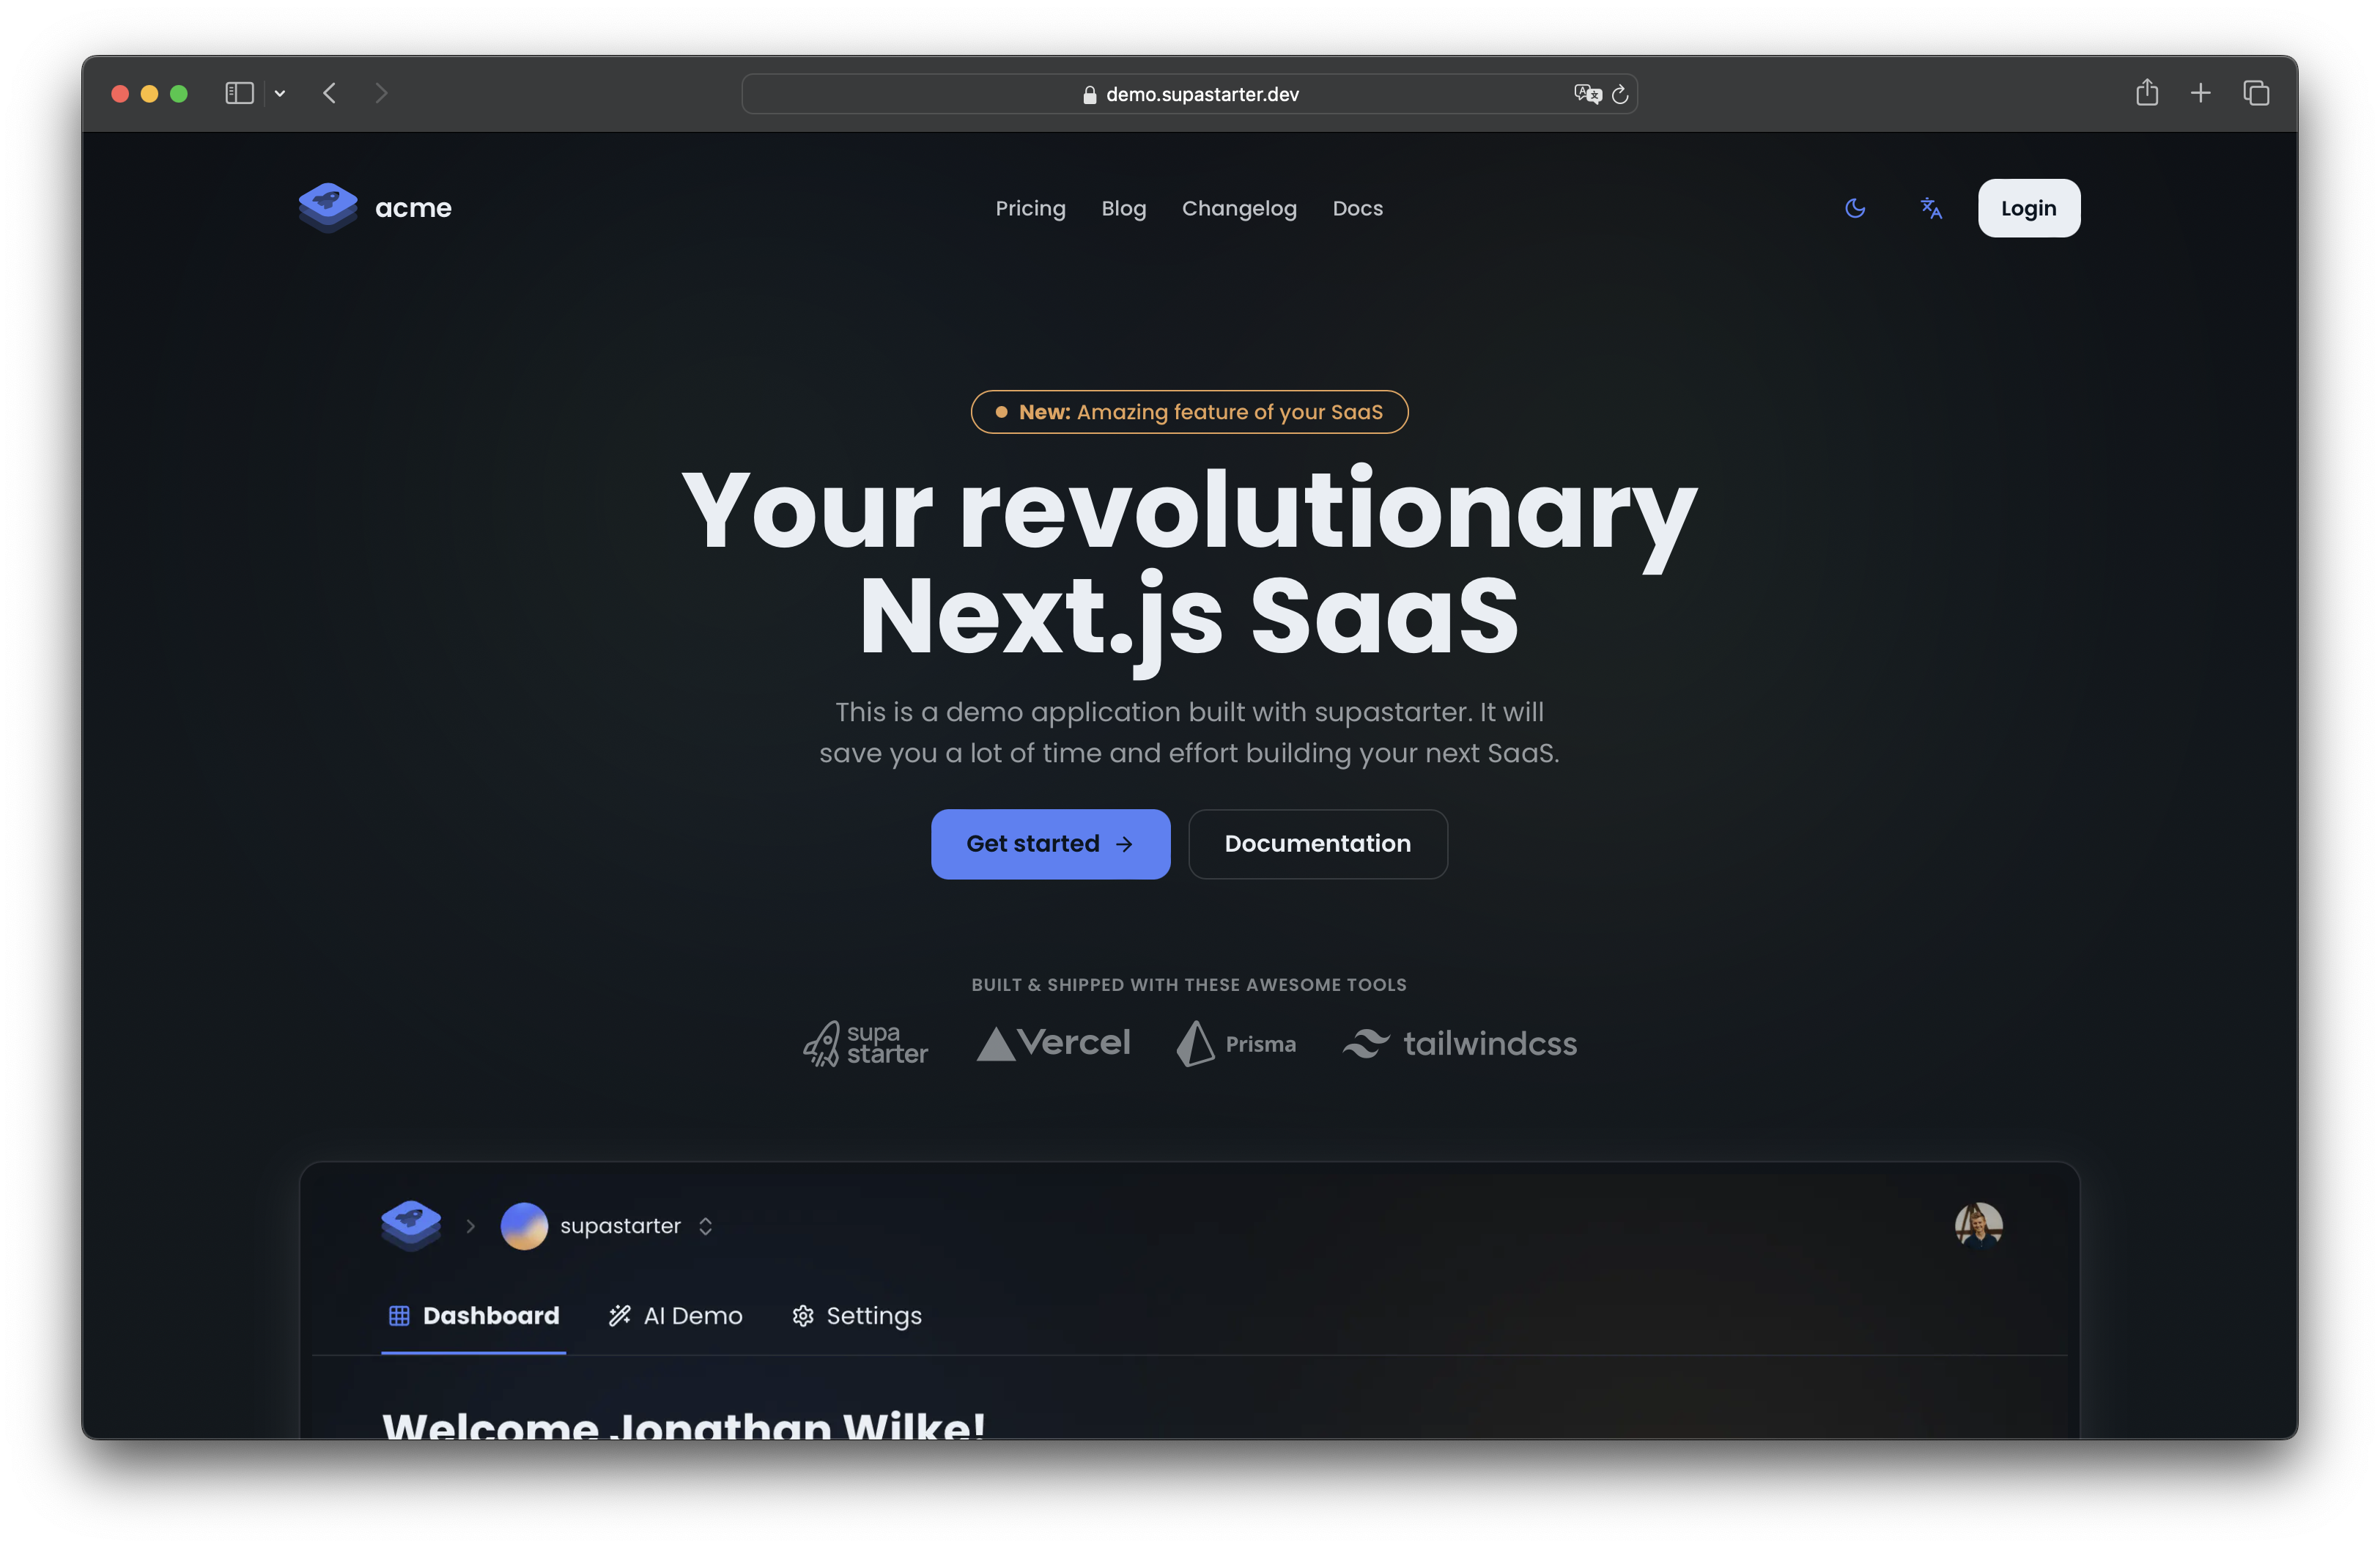 demo.supastarter.dev
acme
Pricing
Blog
Changelog
Docs
Login
New: Amazing feature of your SaaS
Your revolutionary
Next.js SaaS
This is a demo application built with supastarter. It will
save you a lot of time and effort building your next SaaS.
Get started →
Documentation
BUILT & SHIPPED WITH THESE AWESOME TOOLS
supa
starter
Vercel
Prisma
tailwindcss
supastarter
Dashboard
AI Demo
Settings
Welcome Jonathan Wilke!